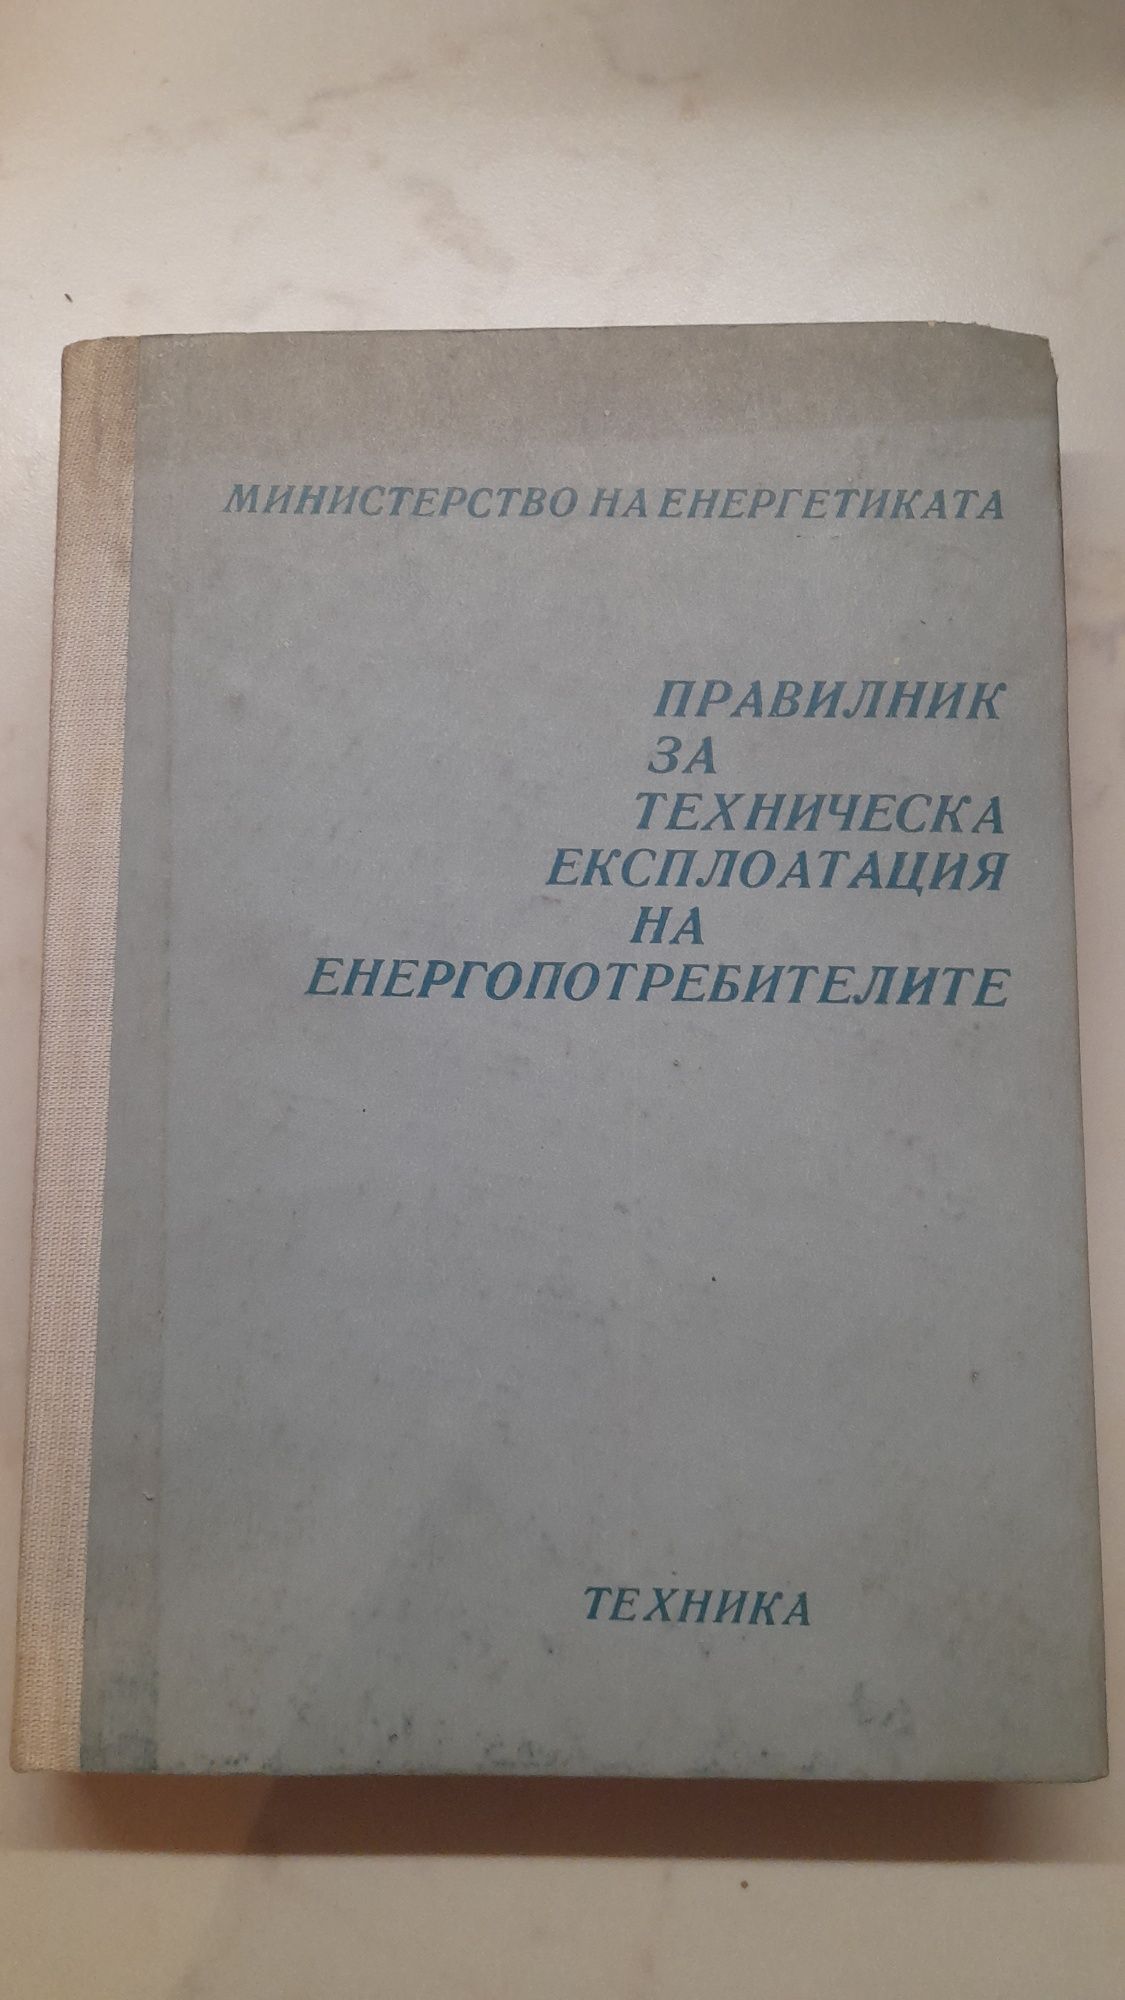 МИНИСТЕРСТВО НА ЕНЕРГЕТИКАТА
ПРАВИЛНИК
ЗА
ТЕХНИЧЕСКА
ЕКСПЛОАТАЦИЯ
НА
ЕНЕРГОПОТРЕБИТЕЛИТЕ
ТЕХНИКА